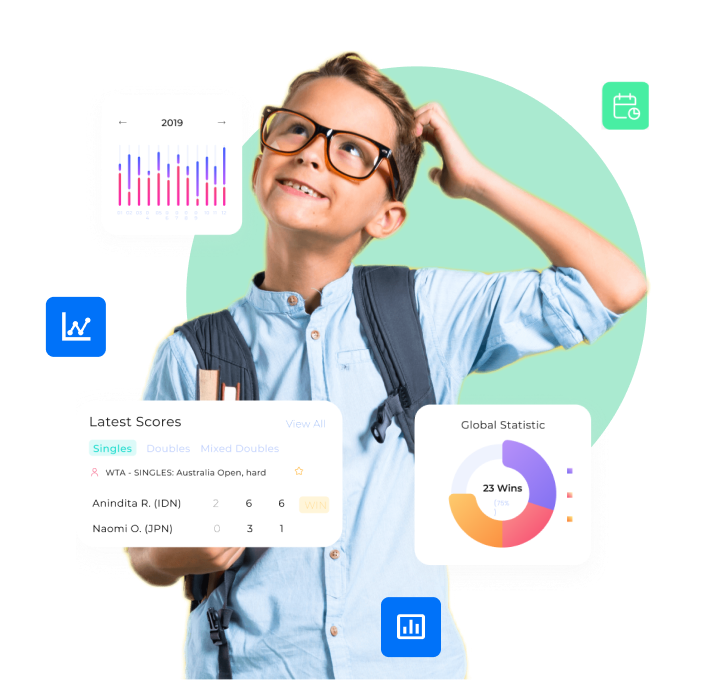 ← 2019 →
Latest Scores
View All
Singles Doubles Mixed Doubles
WTA - SINGLES: Australia Open, hard
Anindita R. (IDN) 2 6 6 WIN
Naomi O. (JPN) 0 3 1
Global Statistic
23 Wins